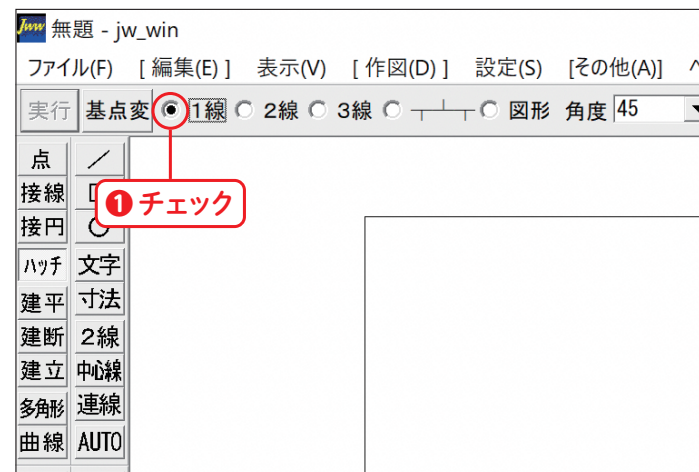 Jww 無題 - jw_win
ファイル(F) [ 編集(E) ] 表示(V) [ 作図(D) ] 設定(S) [その他(A)]
実行 基点変 1線 2線 3線 図形 角度 45
❶ チェック
点
接線
接円
ハッチ 文字
建平 寸法
建断 2線
建立 中心線
多角形 連線
曲線 AUTO